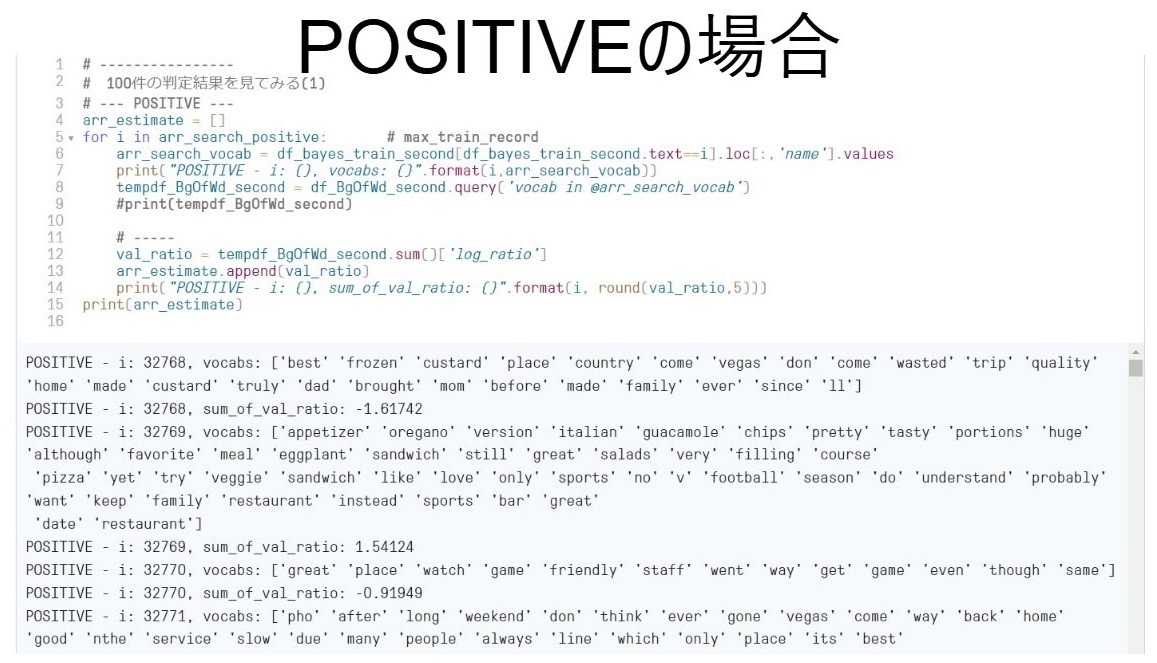 POSITIVEの場合
1 # ----------------
2 #  100件の判定結果を見てみる(1)
3 # --- POSITIVE ---
4 arr_estimate = []
5 for i in arr_search_positive:       # max_train_record
6     arr_search_vocab = df_bayes_train_second[df_bayes_train_second.text==i].loc[:,'name'].values
7     print("POSITIVE - i: {}, vocabs: {}".format(i,arr_search_vocab))
8     tempdf_BgOfWd_second = df_BgOfWd_second.query('vocab in @arr_search_vocab')
9     #print(tempdf_BgOfWd_second)
10
11     # -----
12     val_ratio = tempdf_BgOfWd_second.sum()['log_ratio']
13     arr_estimate.append(val_ratio)
14     print("POSITIVE - i: {}, sum_of_val_ratio: {}".format(i, round(val_ratio,5)))
15 print(arr_estimate)
16
POSITIVE - i: 32768, vocabs: ['best' 'frozen' 'custard' 'place' 'country' 'come' 'vegas' 'don' 'come' 'wasted' 'trip' 'quality'
'home' 'made' 'custard' 'truly' 'dad' 'brought' 'mom' 'before' 'made' 'family' 'ever' 'since' 'll']
POSITIVE - i: 32768, sum_of_val_ratio: -1.61742
POSITIVE - i: 32769, vocabs: ['appetizer' 'oregano' 'version' 'italian' 'guacamole' 'chips' 'pretty' 'tasty' 'portions' 'huge'
'although' 'favorite' 'meal' 'eggplant' 'sandwich' 'still' 'great' 'salads' 'very' 'filling' 'course'
'pizza' 'yet' 'try' 'veggie' 'sandwich' 'like' 'love' 'only' 'sports' 'no' 'v' 'football' 'season' 'do' 'understand' 'probably'
'want' 'keep' 'family' 'restaurant' 'instead' 'sports' 'bar' 'great'
'date' 'restaurant']
POSITIVE - i: 32769, sum_of_val_ratio: 1.54124
POSITIVE - i: 32770, vocabs: ['great' 'place' 'watch' 'game' 'friendly' 'staff' 'went' 'way' 'get' 'game' 'even' 'though' 'same']
POSITIVE - i: 32770, sum_of_val_ratio: -0.91949
POSITIVE - i: 32771, vocabs: ['pho' 'after' 'long' 'weekend' 'don' 'think' 'ever' 'gone' 'vegas' 'come' 'way' 'back' 'home'
'good' 'nthe' 'service' 'slow' 'due' 'many' 'people' 'always' 'line' 'which' 'only' 'place' 'its' 'best'